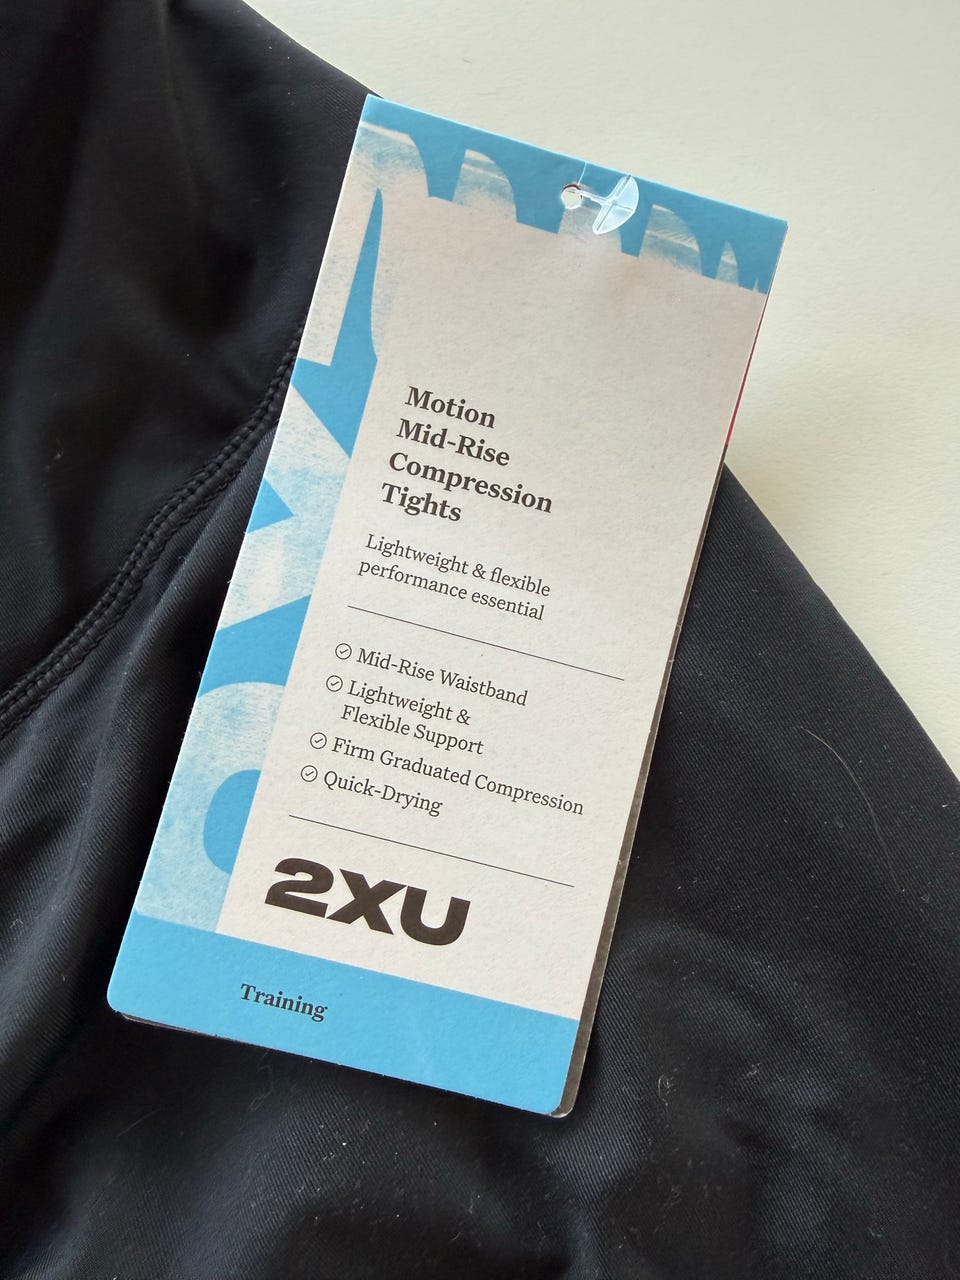 Motion
Mid-Rise
Compression
Tights
Lightweight & flexible
performance essential
Mid-Rise Waistband
Lightweight &
Flexible Support
Firm Graduated Compression
Quick-Drying
2XU
Training